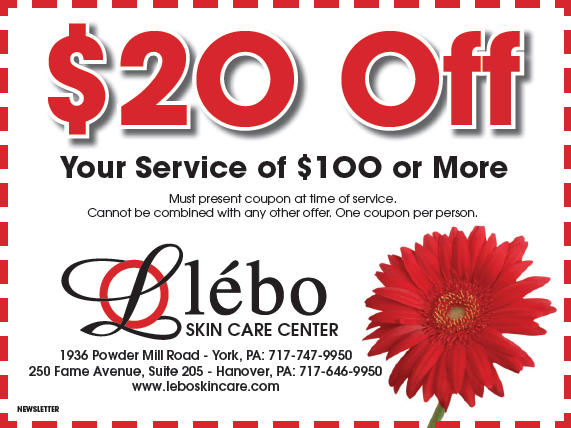 $20 Off
Your Service of $100 or More
Must present coupon at time of service.
Cannot be combined with any other offer. One coupon per person.
L lébo
SKIN CARE CENTER
1936 Powder Mill Road - York, PA: 717-747-9950
250 Fame Avenue, Suite 205 - Hanover, PA: 717-646-9950
www.leboskincare.com
NEWSLETTER